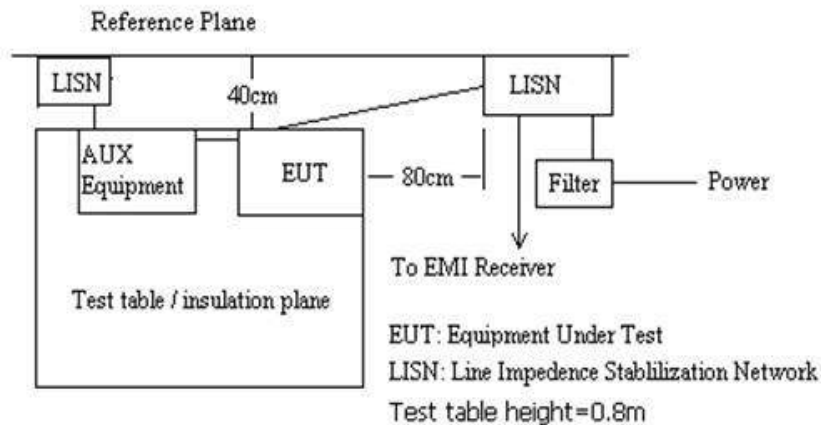 Reference Plane
LISN
40cm
LISN
AUX
Equipment
EUT
80cm
Filter
Power
To EMI Receiver
Test table / insulation plane
EUT: Equipment Under Test
LISN: Line Impedence Stablilization Network
Test table height=0.8m